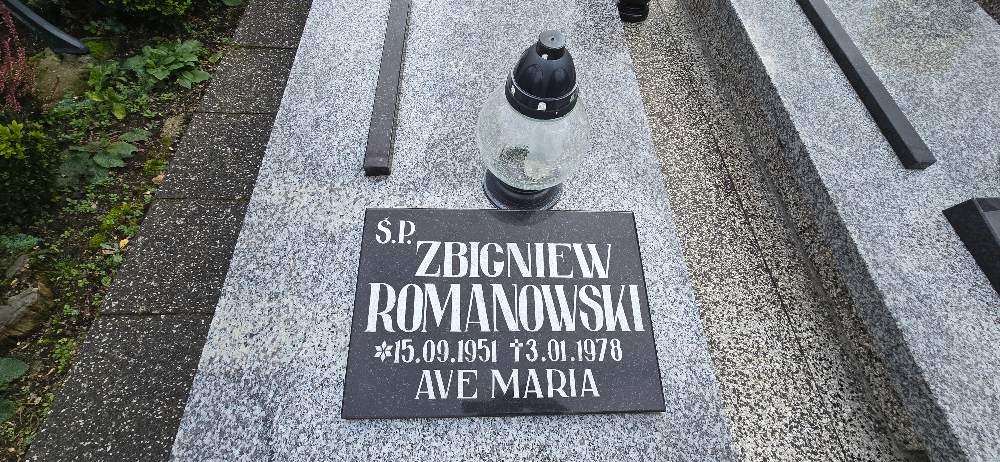 Ś.P.
ZBIGNIEW
ROMANOWSKI
*15.09.1951 †3.01.1978
AVE MARIA